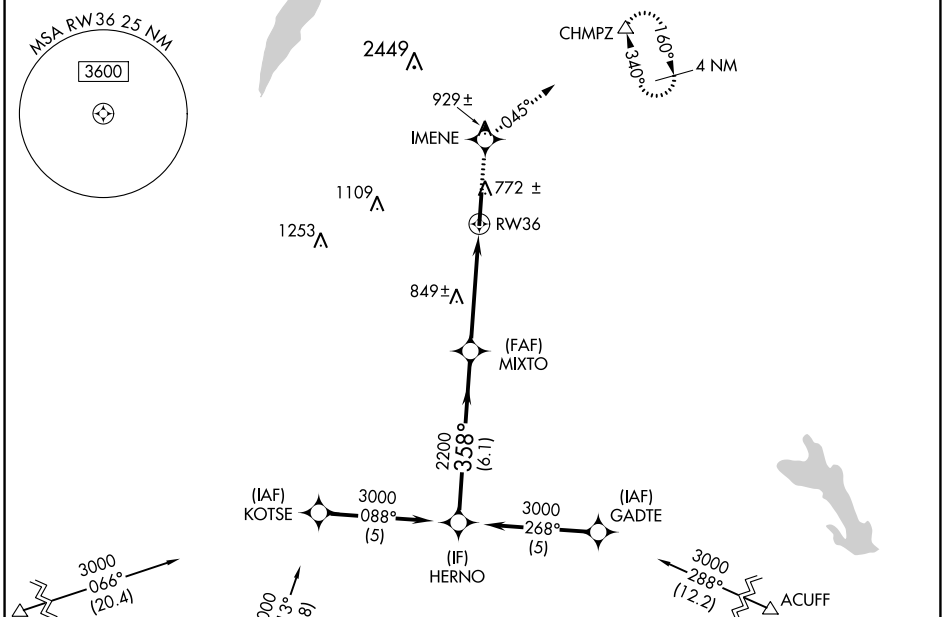 MSA RW36 25 NM
3600
2449
CHMPZ
160°
340°
4 NM
929±
045°
IMENE
772 ±
1109
RW36
1253
849±
(FAF)
MIXTO
2200
358°
(6.1)
(IAF)
KOTSE
3000
088°
(5)
3000
268°
(5)
(IAF)
GADTE
(IF)
HERNO
3000
066°
(20.4)
3000
288°
(12.2)
ACUFF